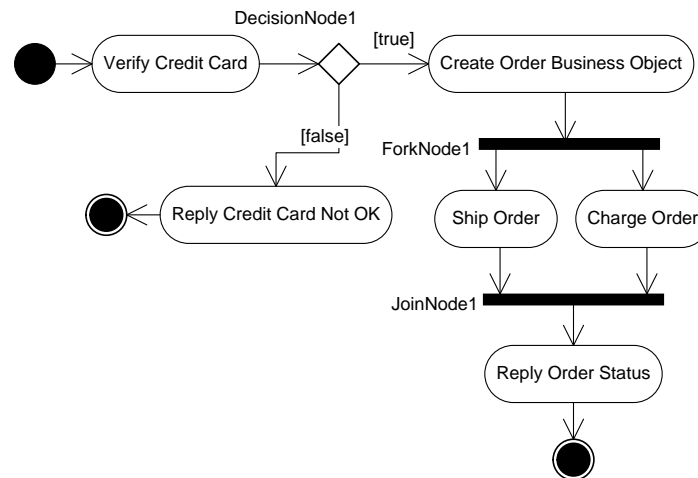 DecisionNode1
[true]
Verify Credit Card
Create Order Business Object
[false]
ForkNode1
Reply Credit Card Not OK
Ship Order
Charge Order
JoinNode1
Reply Order Status